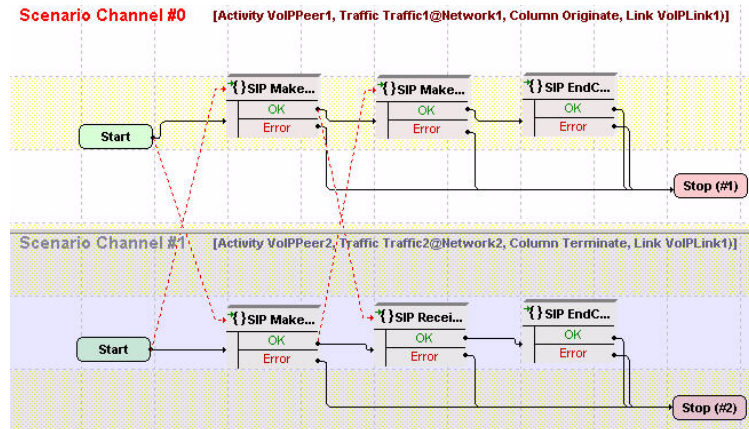 Scenario Channel #0 [Activity VoIPPeer1, Traffic Traffic1@Network1, Column Originate, Link VoIPLink1)]
{}SIP Make... {}SIP Make... {}SIP EndC...
OK OK OK
Error Error Error
Start
Stop (#1)
Scenario Channel #1 [Activity VoIPPeer2, Traffic Traffic2@Network2, Column Terminate, Link VoIPLink1)]
{}SIP Make... {}SIP Recei... {}SIP EndC...
OK OK OK
Error Error Error
Start
Stop (#2)